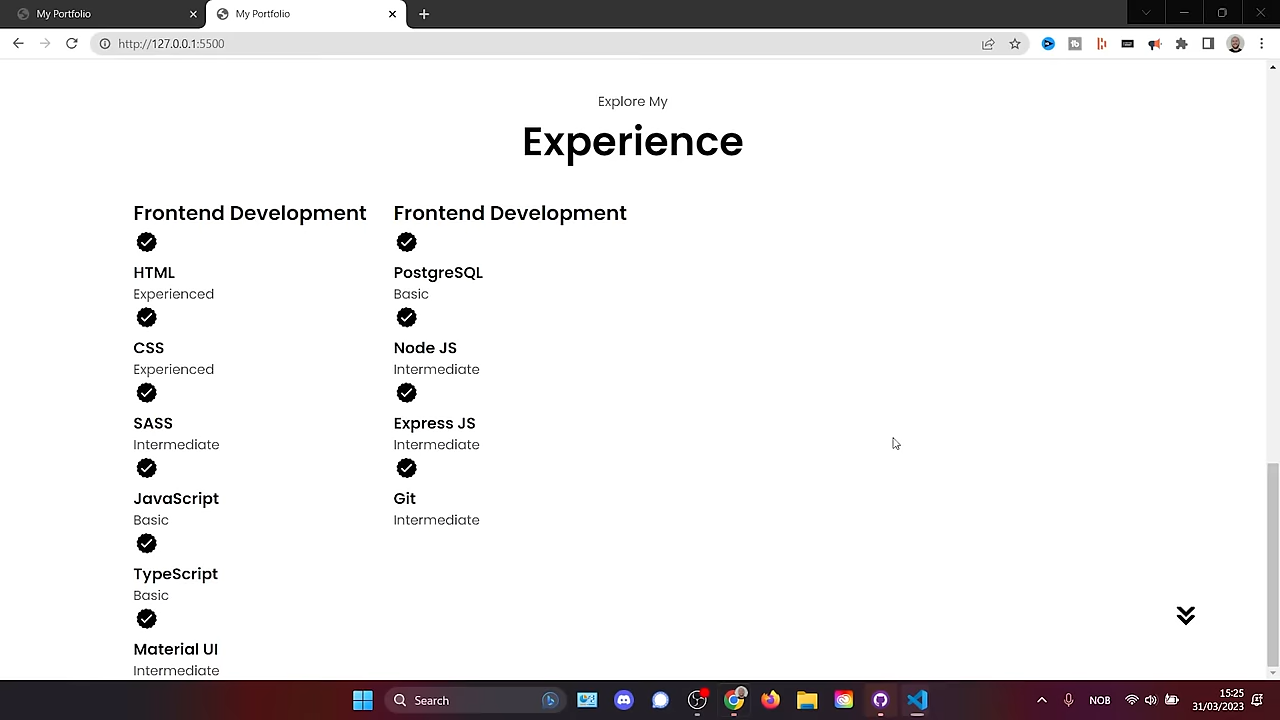 My Portfolio
My Portfolio
http://127.0.0.1:5500
Explore My
Experience
Frontend Development
HTML
Experienced
CSS
Experienced
SASS
Intermediate
JavaScript
Basic
TypeScript
Basic
Material UI
Intermediate
Frontend Development
PostgreSQL
Basic
Node JS
Intermediate
Express JS
Intermediate
Git
Intermediate
Search
NOB
15:25
31/03/2023